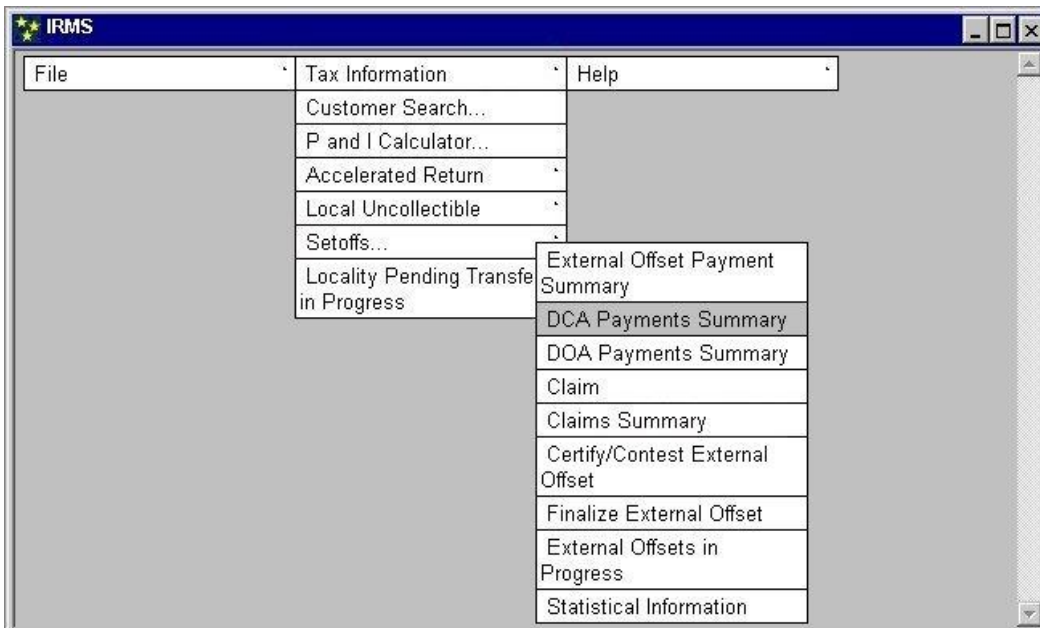 IRMS
File
Tax Information
Help
Customer Search...
P and I Calculator...
Accelerated Return
Local Uncollectible
Setoffs...
Locality Pending Transfe
in Progress
External Offset Payment
Summary
DCA Payments Summary
DOA Payments Summary
Claim
Claims Summary
Certify/Contest External
Offset
Finalize External Offset
External Offsets in
Progress
Statistical Information